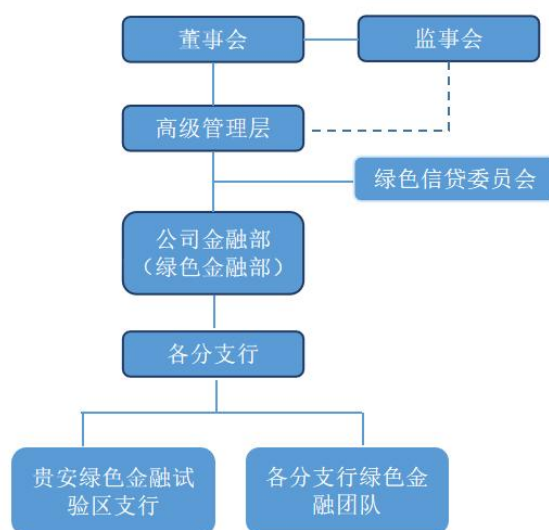 董事会
监事会
高级管理层
绿色信贷委员会
公司金融部
（绿色金融部）
各分支行
贵安绿色金融试
验区支行
各分支行绿色金
融团队